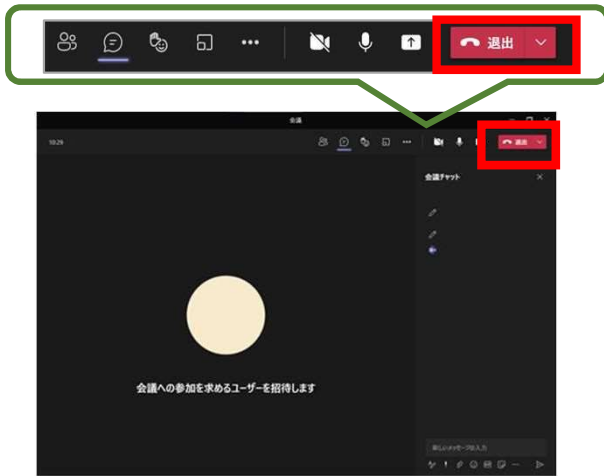 退出
会議
10:29
退出
会議チャット
会議への参加を求めるユーザーを招待します
新しいメッセージの入力